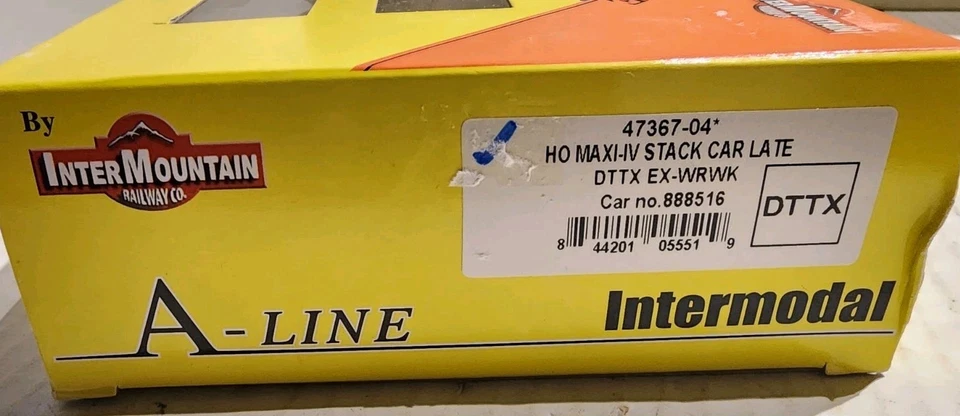 InterMountain
By
InterMountain
RAILWAY CO.
47367-04*
HO MAXI-IV STACK CAR LATE
DTTX EX-WRWK
Car no.888516
DTTX
8 44201 05551 9
A-LINE
Intermodal